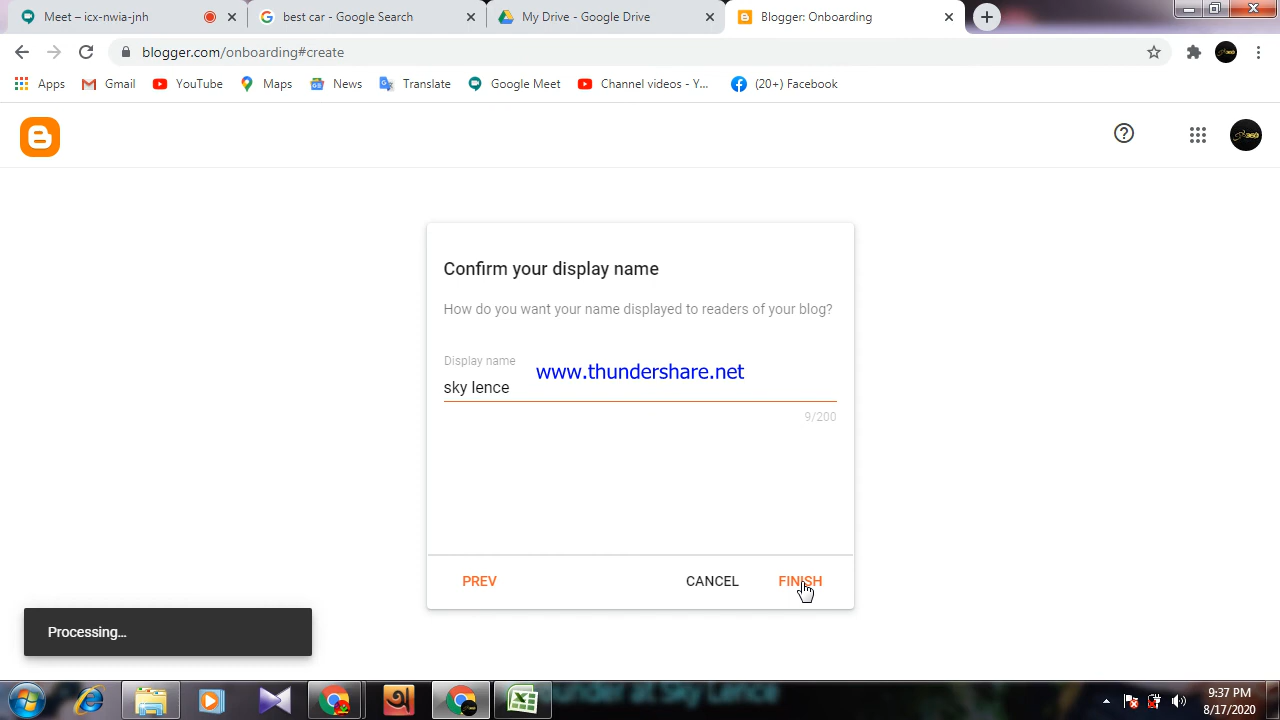 Meet – icx-nwia-jnh
best car - Google Search
My Drive - Google Drive
Blogger: Onboarding
blogger.com/onboarding#create
Apps
Gmail
YouTube
Maps
News
Translate
Google Meet
Channel videos - Y...
(20+) Facebook
Confirm your display name
How do you want your name displayed to readers of your blog?
Display name
www.thundershare.net
sky lence
9/200
PREV
CANCEL
FINISH
Processing...
9:37 PM
8/17/2020